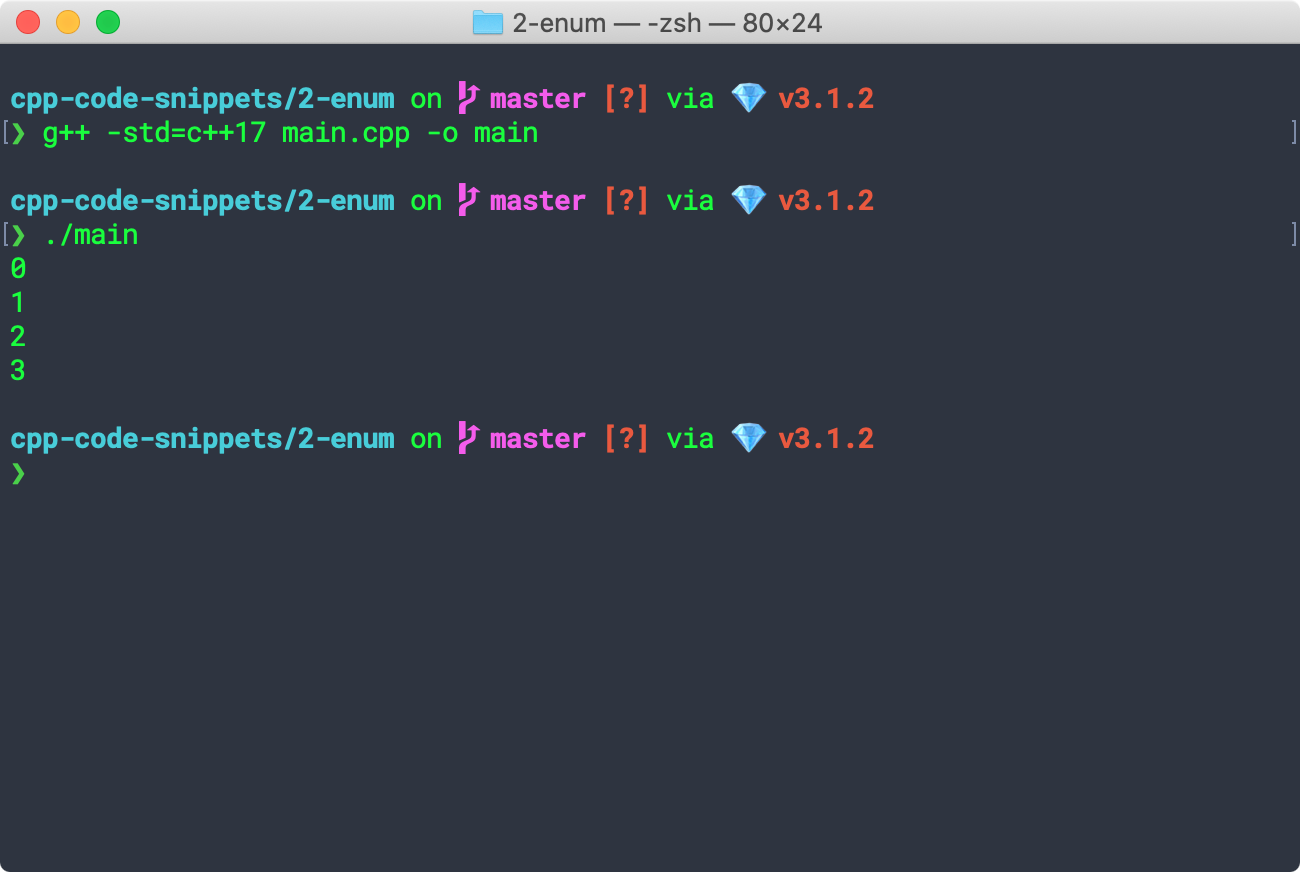 2-enum — -zsh — 80×24
cpp-code-snippets/2-enum on master [?] via 💎 v3.1.2
[❯ g++ -std=c++17 main.cpp -o main ]
cpp-code-snippets/2-enum on master [?] via 💎 v3.1.2
[❯ ./main ]
0
1
2
3
cpp-code-snippets/2-enum on master [?] via 💎 v3.1.2
❯